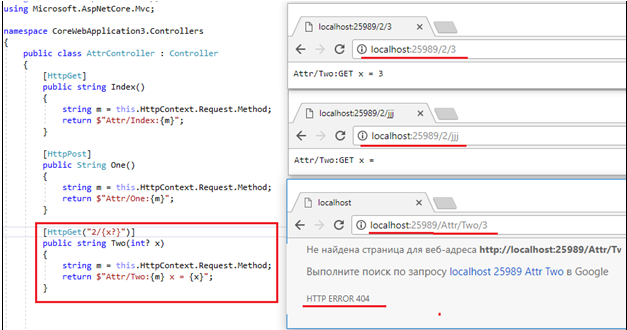 using Microsoft.AspNetCore.Mvc;
namespace CoreWebApplication3.Controllers
{
public class AttrController : Controller
{
[HttpGet]
public string Index()
{
string m = this.HttpContext.Request.Method;
return $"Attr/Index:{m}";
}
[HttpPost]
public String One()
{
string m = this.HttpContext.Request.Method;
return $"Attr/One:{m}";
}
[HttpGet("2/{x?}")]
public string Two(int? x)
{
string m = this.HttpContext.Request.Method;
return $"Attr/Two:{m} x = {x}";
}
localhost:25989/2/3
localhost:25989/2/3
Attr/Two:GET x = 3
localhost:25989/2/jjj
localhost:25989/2/jjj
Attr/Two:GET x =
localhost
localhost:25989/Attr/Two/3
Не найдена страница для веб-адреса http://localhost:25989/Attr/Tv
Выполните поиск по запросу localhost 25989 Attr Two в Google
HTTP ERROR 404